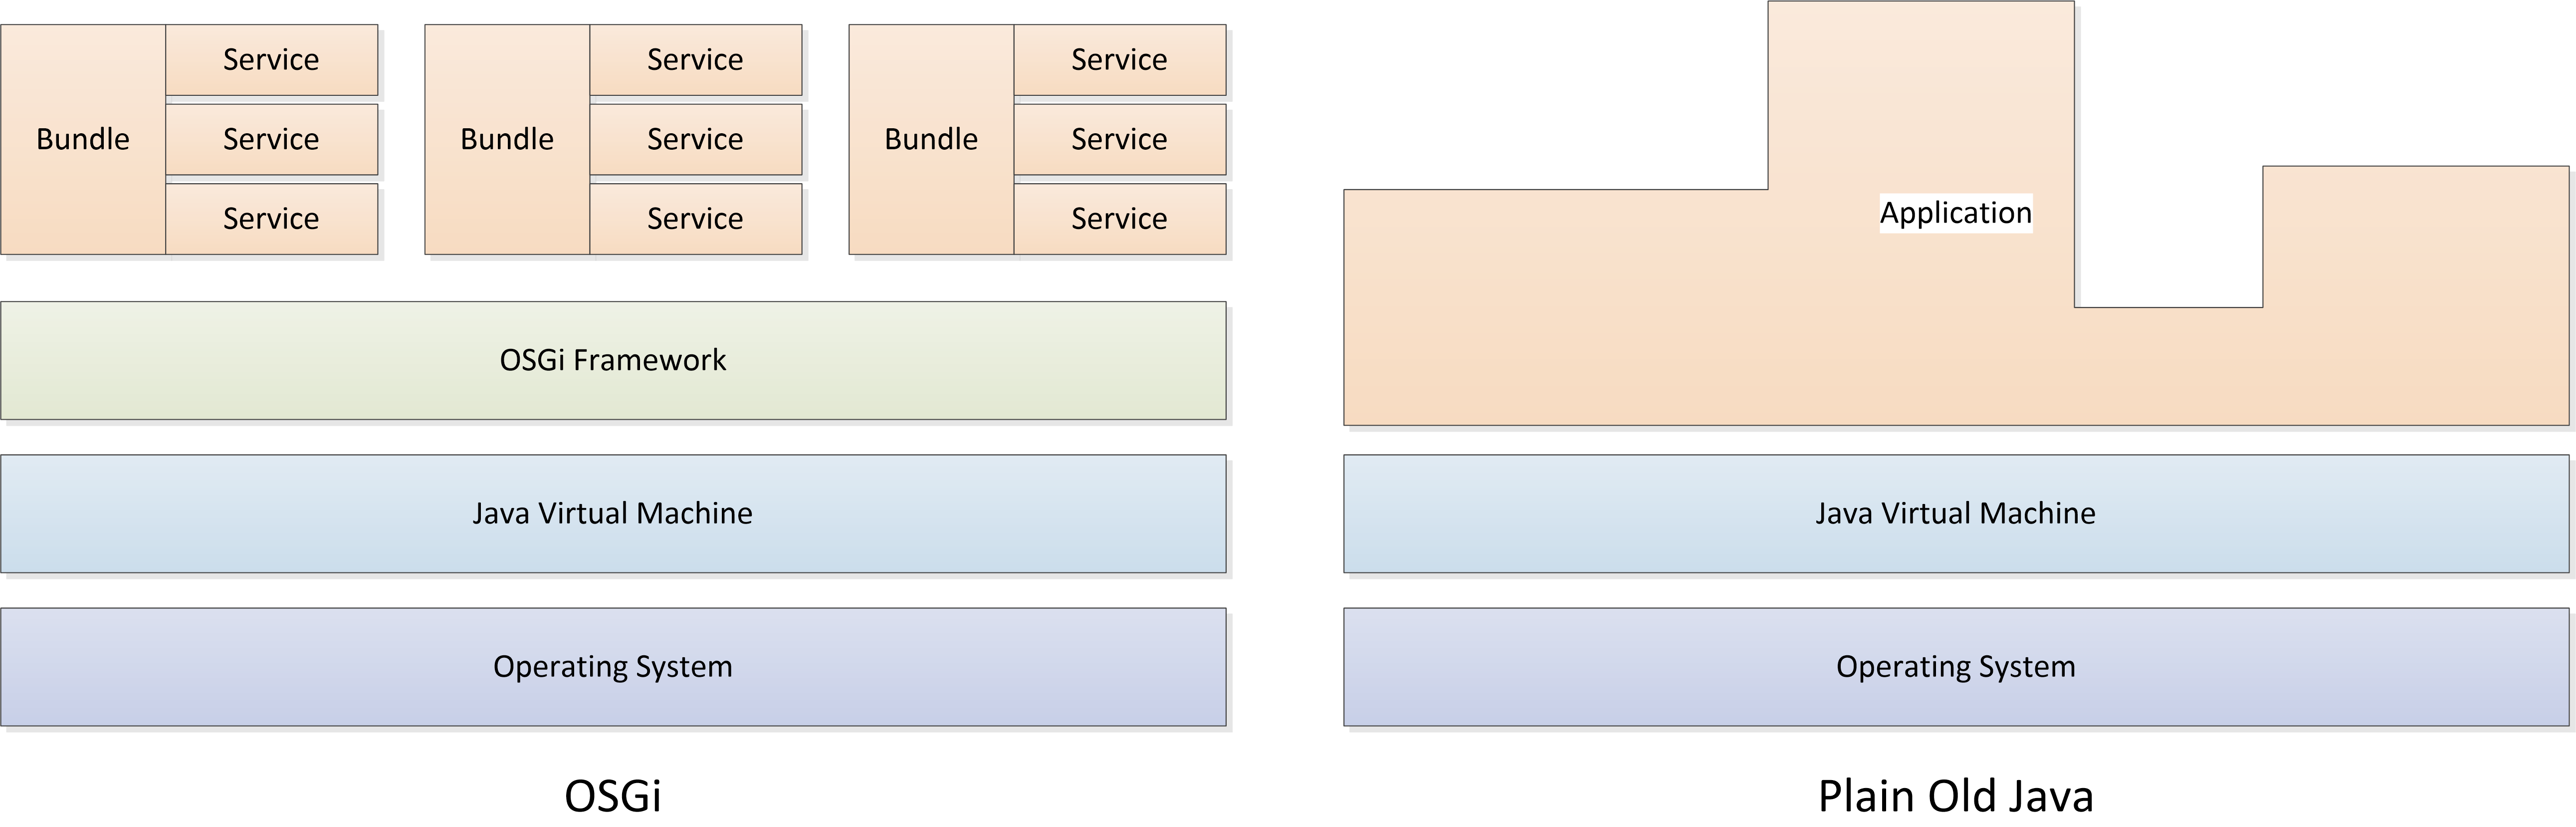 Service
Service
Service
Bundle
Bundle
Bundle
Service
Service
Service
Service
Service
Service
Application
OSGi Framework
Java Virtual Machine
Java Virtual Machine
Operating System
Operating System
OSGi
Plain Old Java